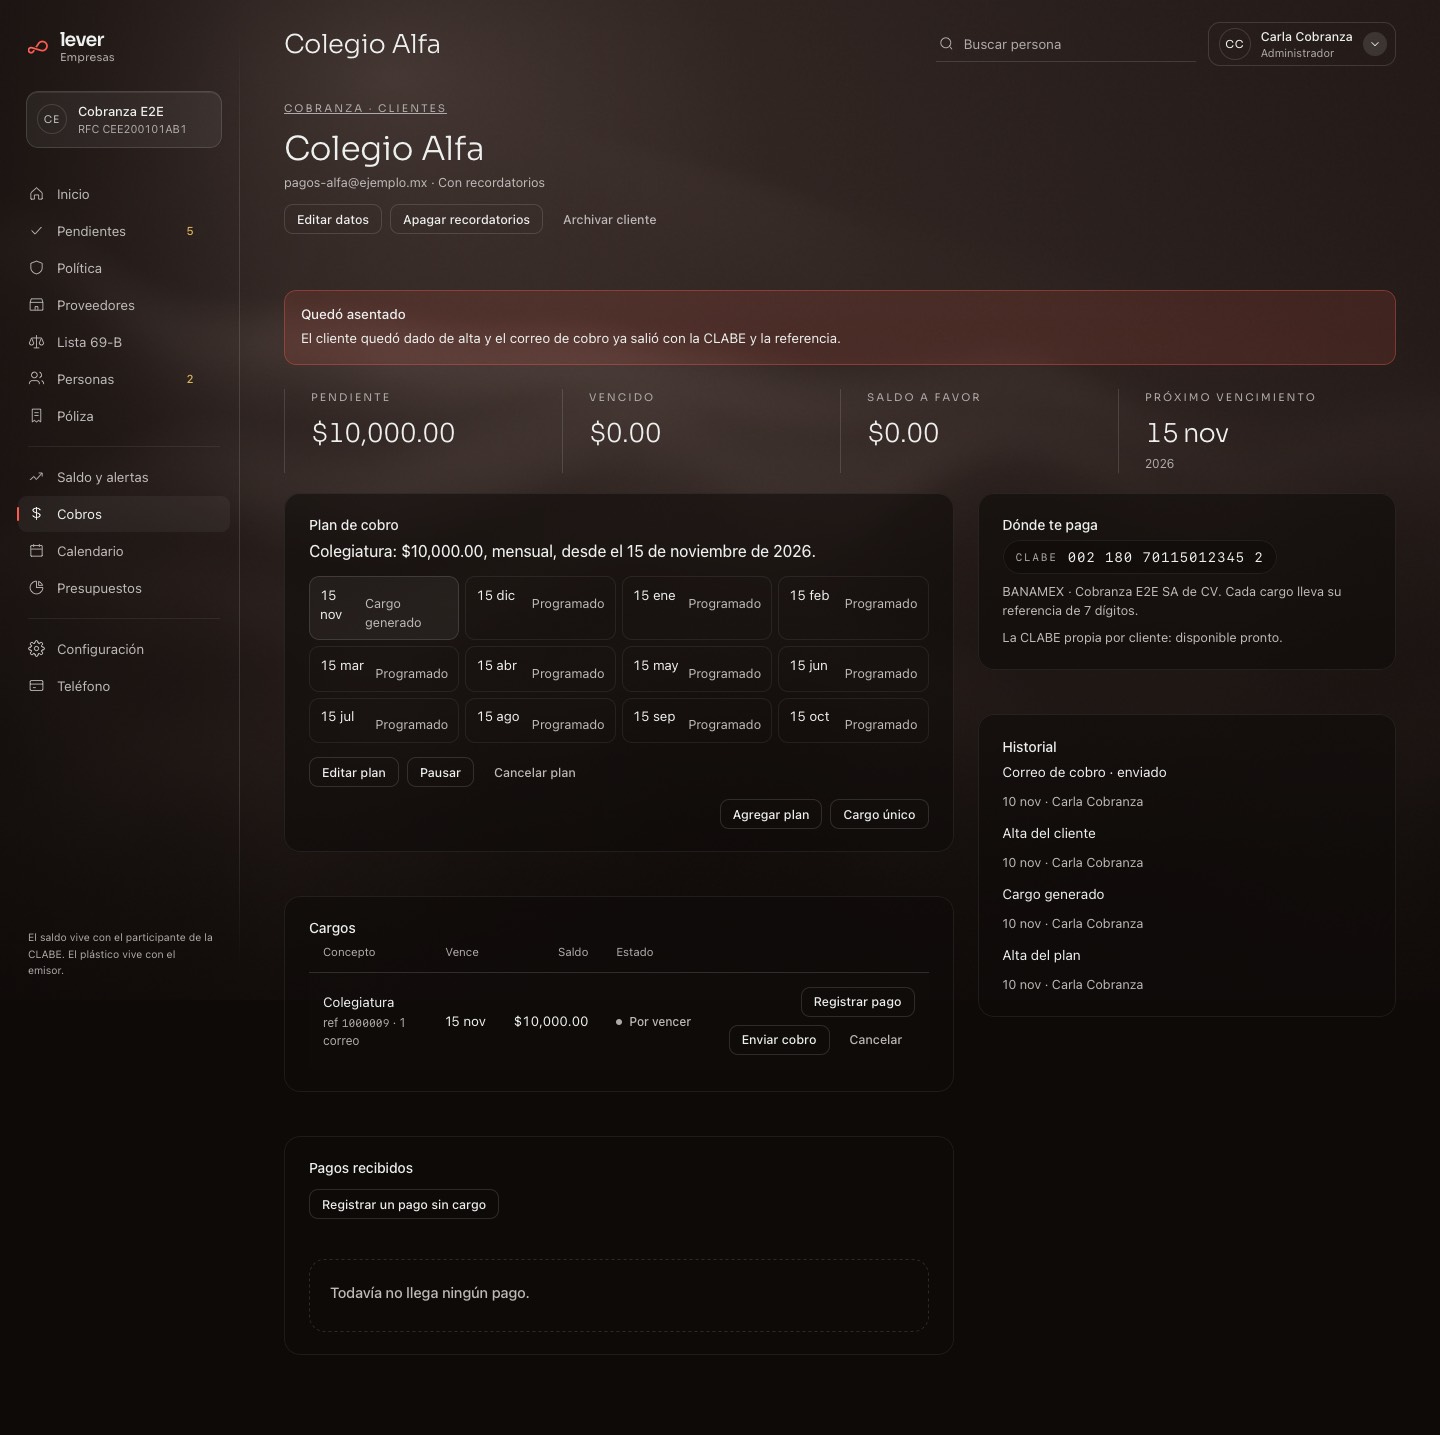 lever
Empresas
Cobranza E2E
CE
RFC CEE200101AB1
Inicio
Pendientes 5
Política
Proveedores
Lista 69-B
Personas 2
Póliza
Saldo y alertas
Cobros
Calendario
Presupuestos
Configuración
Teléfono
El saldo vive con el participante de la
CLABE. El plástico vive con el
emisor.
Colegio Alfa
Buscar persona
CC
Carla Cobranza
Administrador
COBRANZA · CLIENTES
Colegio Alfa
pagos-alfa@ejemplo.mx · Con recordatorios
Editar datos Apagar recordatorios Archivar cliente
Quedó asentado
El cliente quedó dado de alta y el correo de cobro ya salió con la CLABE y la referencia.
PENDIENTE
$10,000.00
VENCIDO
$0.00
SALDO A FAVOR
$0.00
PRÓXIMO VENCIMIENTO
15 nov
2026
Plan de cobro
Colegiatura: $10,000.00, mensual, desde el 15 de noviembre de 2026.
15 nov Cargo generado
15 dic Programado
15 ene Programado
15 feb Programado
15 mar Programado
15 abr Programado
15 may Programado
15 jun Programado
15 jul Programado
15 ago Programado
15 sep Programado
15 oct Programado
Editar plan Pausar Cancelar plan
Agregar plan Cargo único
Cargos
Concepto Vence Saldo Estado
Colegiatura
ref 1000009 · 1
correo
15 nov $10,000.00 Por vencer
Registrar pago
Enviar cobro Cancelar
Pagos recibidos
Registrar un pago sin cargo
Todavía no llega ningún pago.
Dónde te paga
CLABE 002 180 70115012345 2
BANAMEX · Cobranza E2E SA de CV. Cada cargo lleva su
referencia de 7 dígitos.
La CLABE propia por cliente: disponible pronto.
Historial
Correo de cobro · enviado
10 nov · Carla Cobranza
Alta del cliente
10 nov · Carla Cobranza
Cargo generado
10 nov · Carla Cobranza
Alta del plan
10 nov · Carla Cobranza